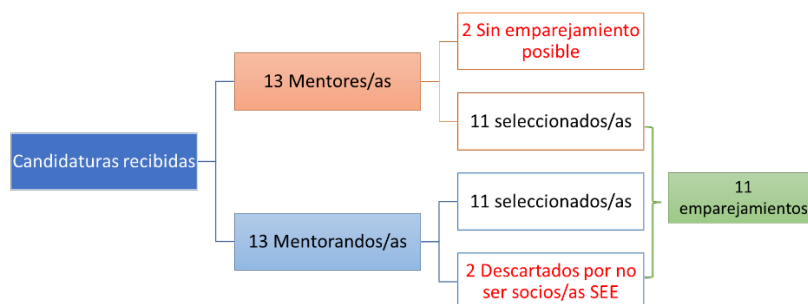 2 Sin emparejamiento
posible
13 Mentores/as
11 seleccionados/as
Candidaturas recibidas
11 seleccionados/as
11
emparejamientos
13 Mentorandos/as
2 Descartados por no
ser socios/as SEE